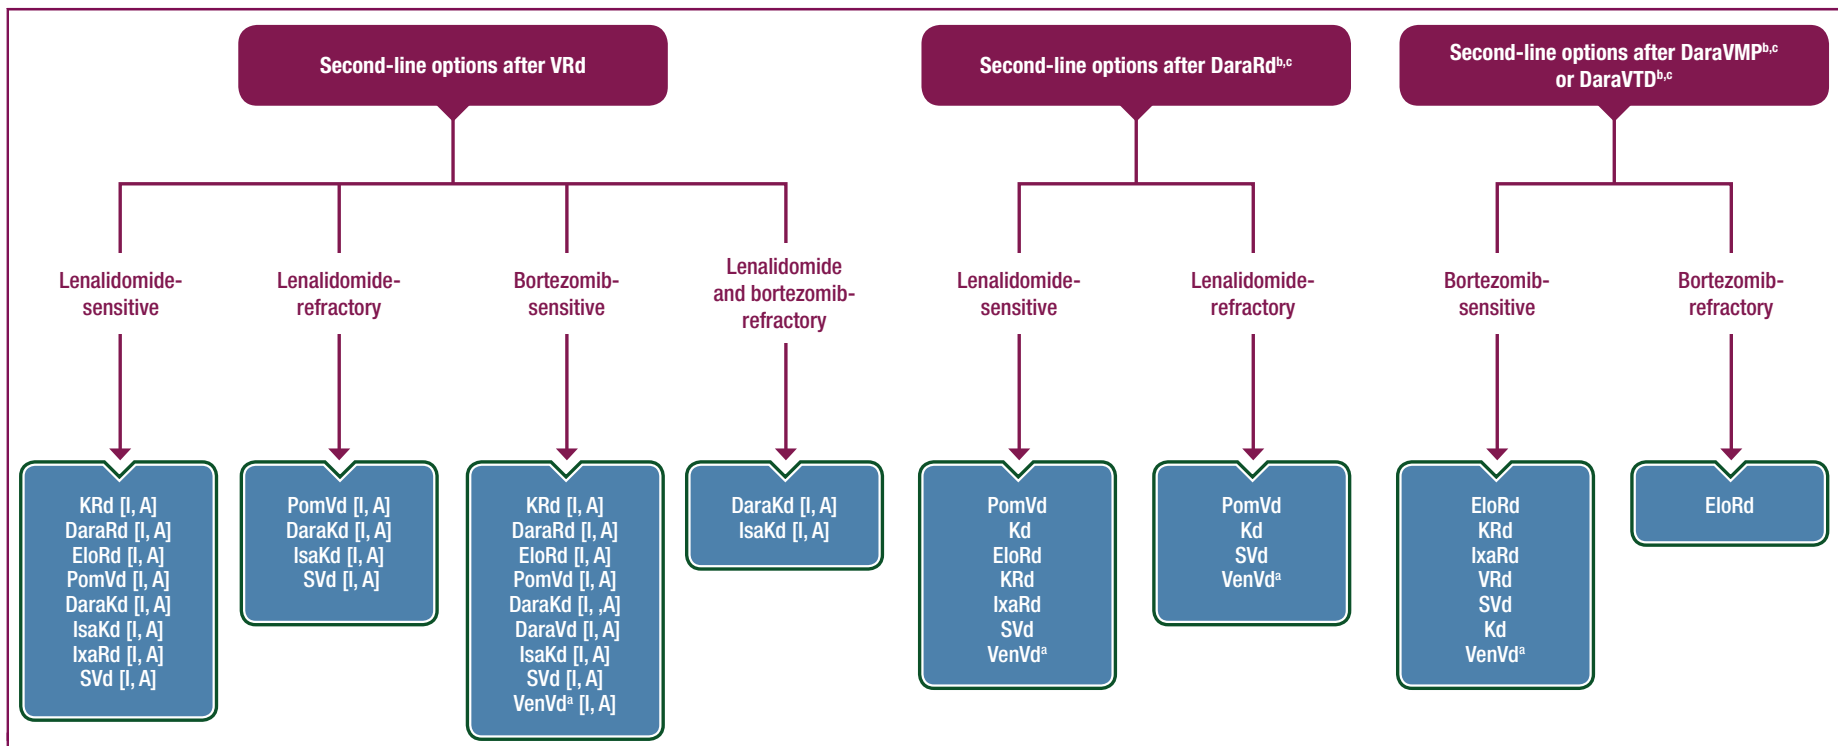 Second-line options after VRd
Second-line options after DaraRdᵇ,ᶜ
Second-line options after DaraVMPᵇ,ᶜ
or DaraVTDᵇ,ᶜ
Lenalidomide-
sensitive
Lenalidomide-
refractory
Bortezomib-
sensitive
Lenalidomide
and bortezomib-
refractory
Lenalidomide-
sensitive
Lenalidomide-
refractory
Bortezomib-
sensitive
Bortezomib-
refractory
KRd [I, A]
DaraRd [I, A]
EloRd [I, A]
PomVd [I, A]
DaraKd [I, A]
IsaKd [I, A]
IxaRd [I, A]
SVd [I, A]
PomVd [I, A]
DaraKd [I, A]
IsaKd [I, A]
SVd [I, A]
KRd [I, A]
DaraRd [I, A]
EloRd [I, A]
PomVd [I, A]
DaraKd [I, ,A]
DaraVd [I, A]
IsaKd [I, A]
SVd [I, A]
VenVdᵃ [I, A]
DaraKd [I, A]
IsaKd [I, A]
PomVd
Kd
EloRd
KRd
IxaRd
SVd
VenVdᵃ
PomVd
Kd
SVd
VenVdᵃ
EloRd
KRd
IxaRd
VRd
SVd
Kd
VenVdᵃ
EloRd